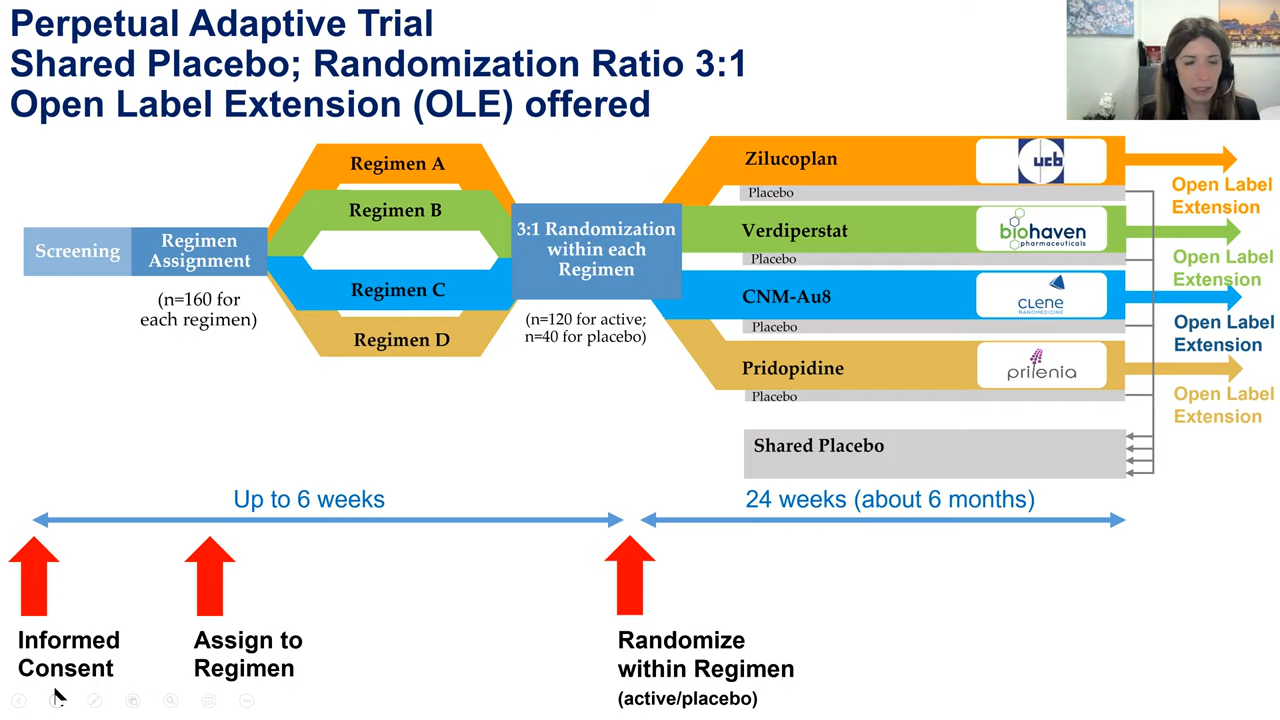 Perpetual Adaptive Trial
Shared Placebo; Randomization Ratio 3:1
Open Label Extension (OLE) offered
Screening
Regimen
Assignment
(n=160 for
each regimen)
Regimen A
Regimen B
Regimen C
Regimen D
3:1 Randomization
within each
Regimen
(n=120 for active;
n=40 for placebo)
Zilucoplan
ucb
Placebo
Open Label
Extension
Verdiperstat
biohaven
pharmaceuticals
Placebo
Open Label
Extension
CNM-Au8
CLENE
NANOMEDICINE
Placebo
Open Label
Extension
Pridopidine
prilenia
Placebo
Open Label
Extension
Shared Placebo
Up to 6 weeks
24 weeks (about 6 months)
Informed
Consent
Assign to
Regimen
Randomize
within Regimen
(active/placebo)